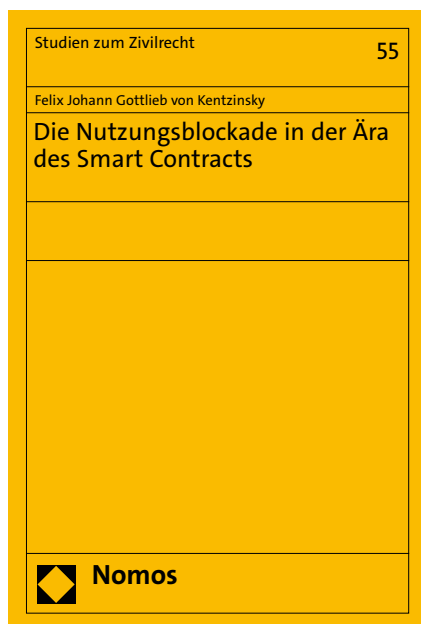 Studien zum Zivilrecht
55
Felix Johann Gottlieb von Kentzinsky
Die Nutzungsblockade in der Ära
des Smart Contracts
Nomos